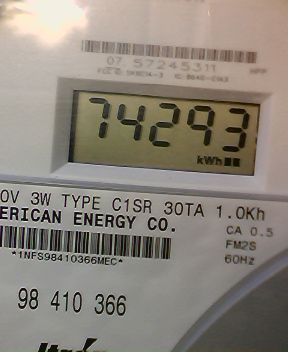 07 57245311
74293
kWh
0V 3W TYPE C1SR 30TA 1.0Kh
ERICAN ENERGY CO.
CA 0.5
FM2S
60Hz
*1NFS98410366MEC*
98 410 366
Itrón